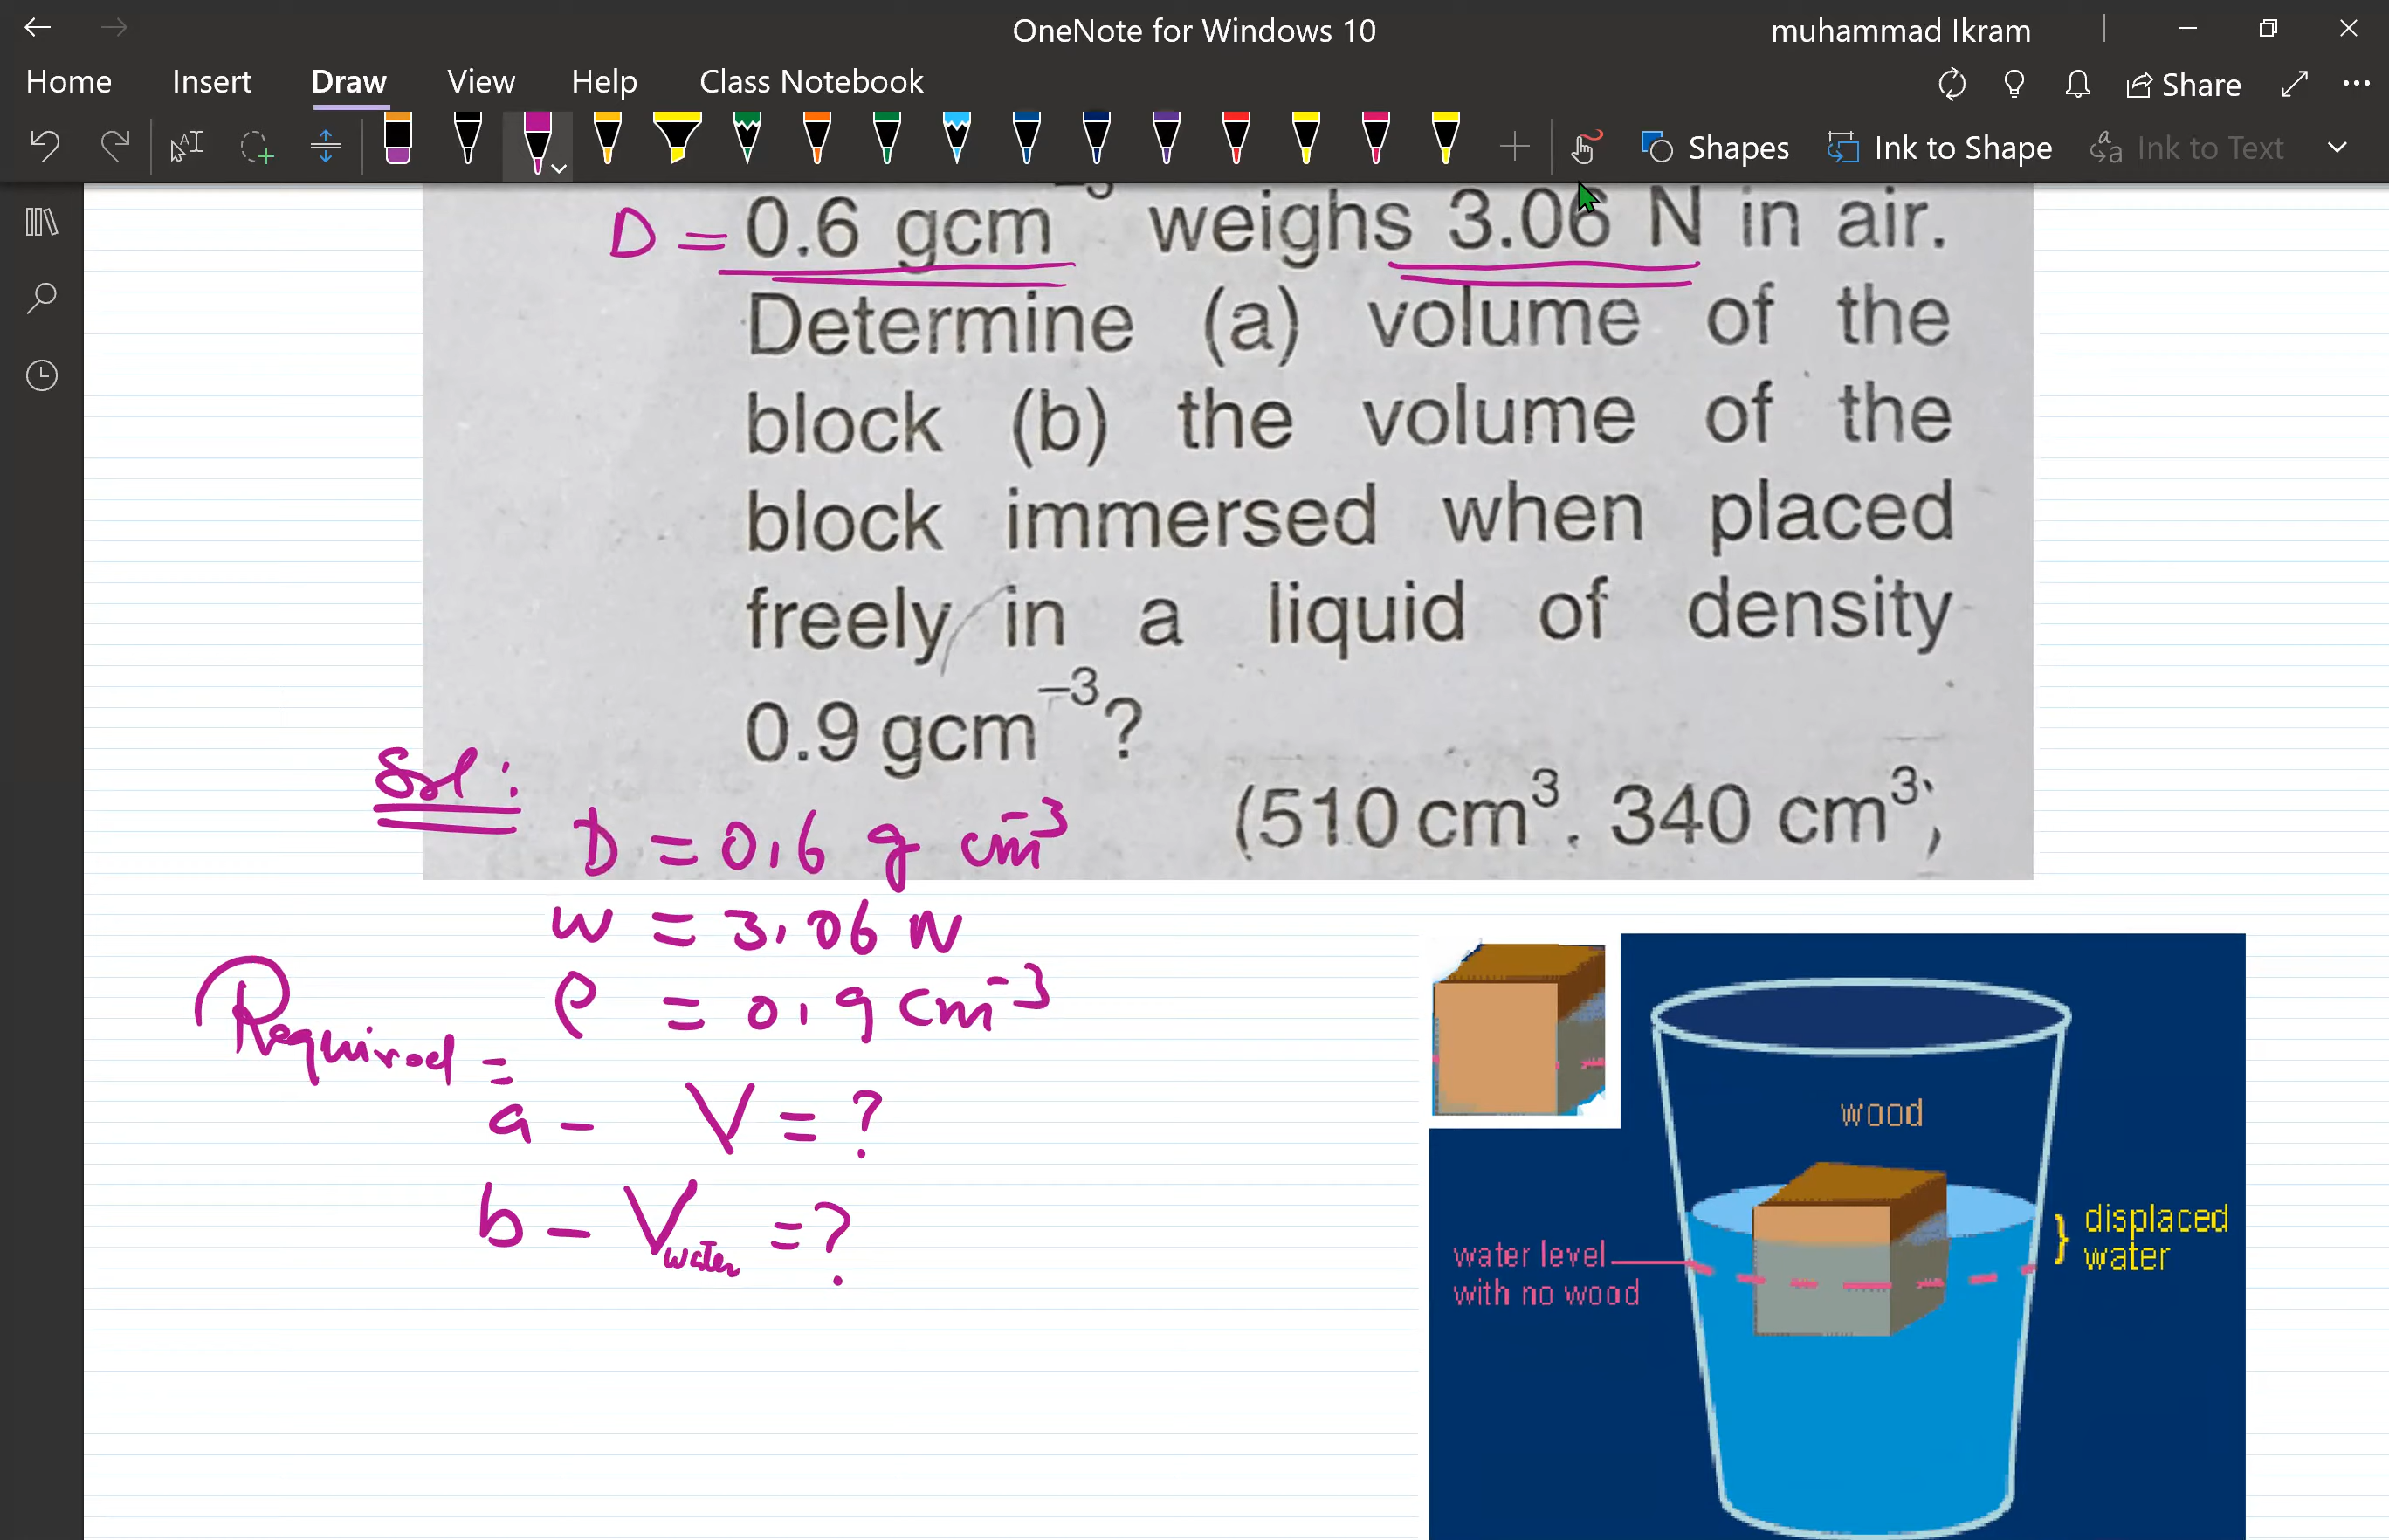 OneNote for Windows 10
muhammad Ikram
Home Insert Draw View Help Class Notebook
Share
Shapes Ink to Shape Ink to Text
D = 0.6 gcm⁻³ weighs 3.06 N in air.
Determine (a) volume of the
block (b) the volume of the
block immersed when placed
freely in a liquid of density
0.9 gcm⁻³?
(510 cm³. 340 cm³)
Sol:
D = 0.6 g cm⁻³
w = 3.06 N
ρ = 0.9 cm⁻³
Required =
a - V = ?
b - Vwater = ?
wood
displaced
water
water level
with no wood